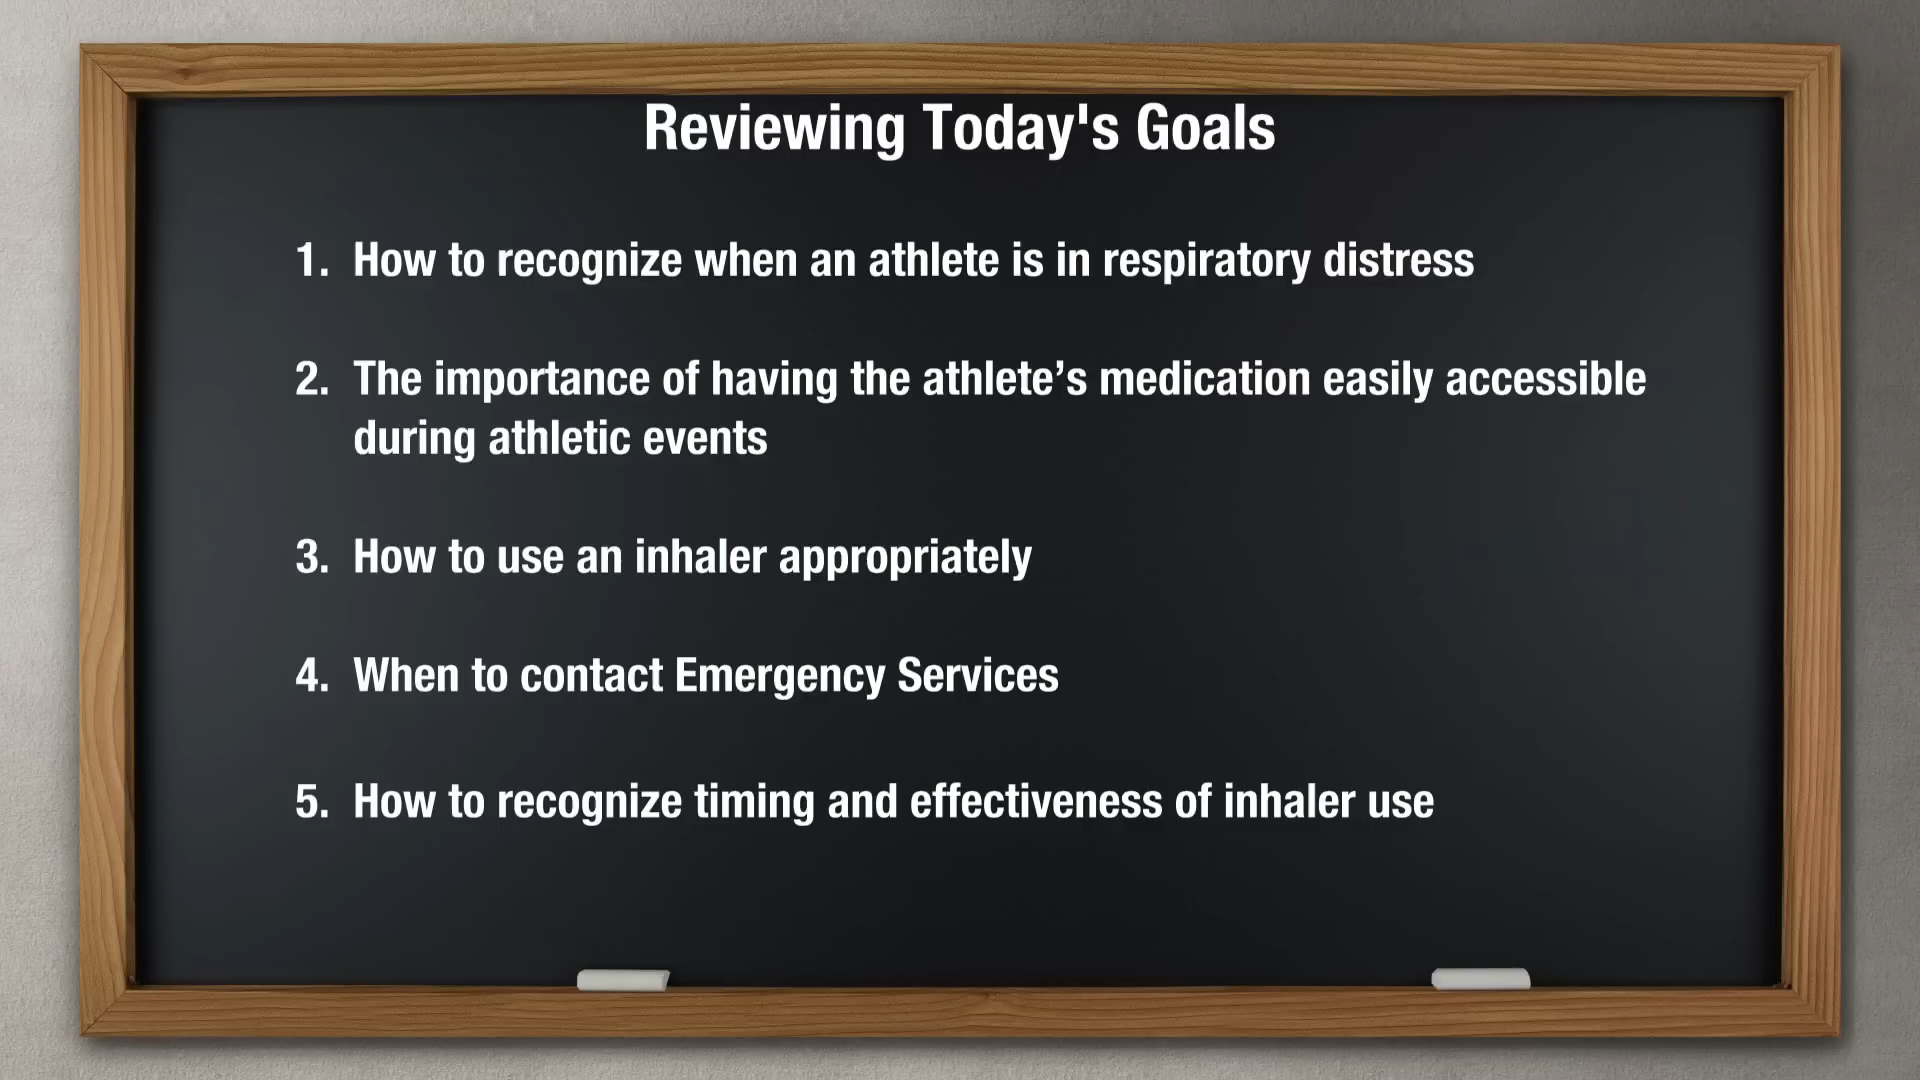 Reviewing Today's Goals
1. How to recognize when an athlete is in respiratory distress
2. The importance of having the athlete’s medication easily accessible
during athletic events
3. How to use an inhaler appropriately
4. When to contact Emergency Services
5. How to recognize timing and effectiveness of inhaler use